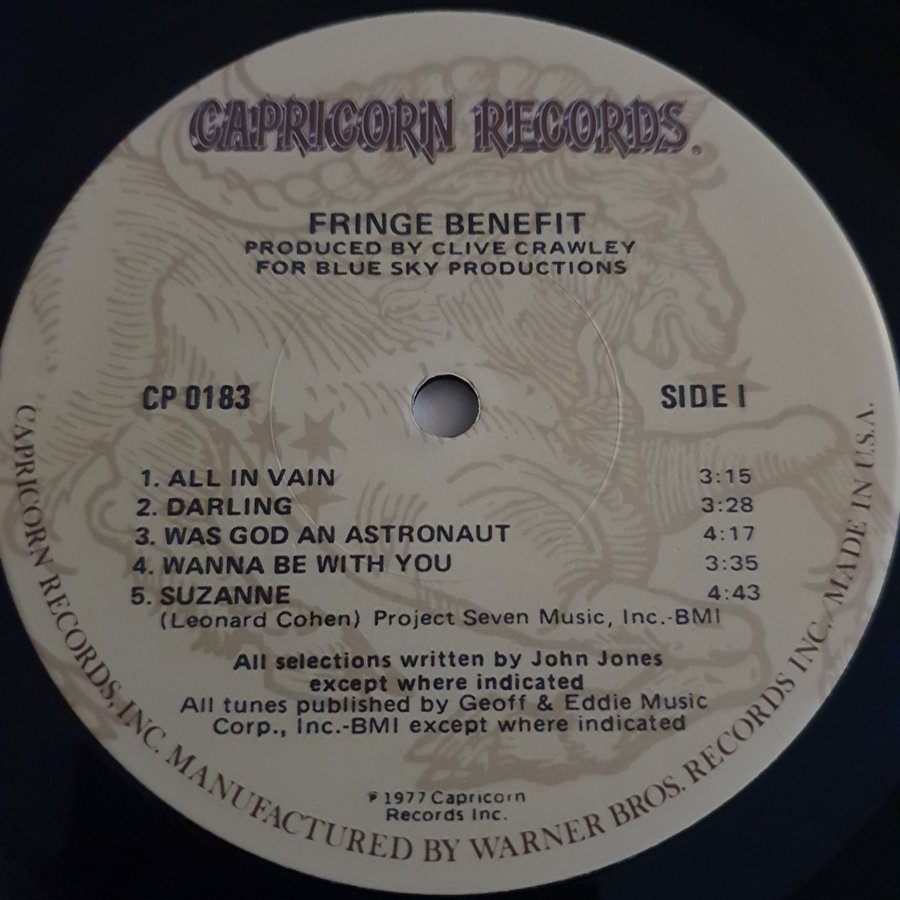 CAPRICORN RECORDS®
FRINGE BENEFIT
PRODUCED BY CLIVE CRAWLEY
FOR BLUE SKY PRODUCTIONS
CP 0183
SIDE I
1. ALL IN VAIN 3:15
2. DARLING 3:28
3. WAS GOD AN ASTRONAUT 4:17
4. WANNA BE WITH YOU 3:35
5. SUZANNE 4:43
(Leonard Cohen) Project Seven Music, Inc.-BMI
All selections written by John Jones
except where indicated
All tunes published by Geoff & Eddie Music
Corp., Inc.-BMI except where indicated
℗ 1977 Capricorn
Records Inc.
CAPRICORN RECORDS, INC. MANUFACTURED BY WARNER BROS. RECORDS INC. MADE IN U.S.A.